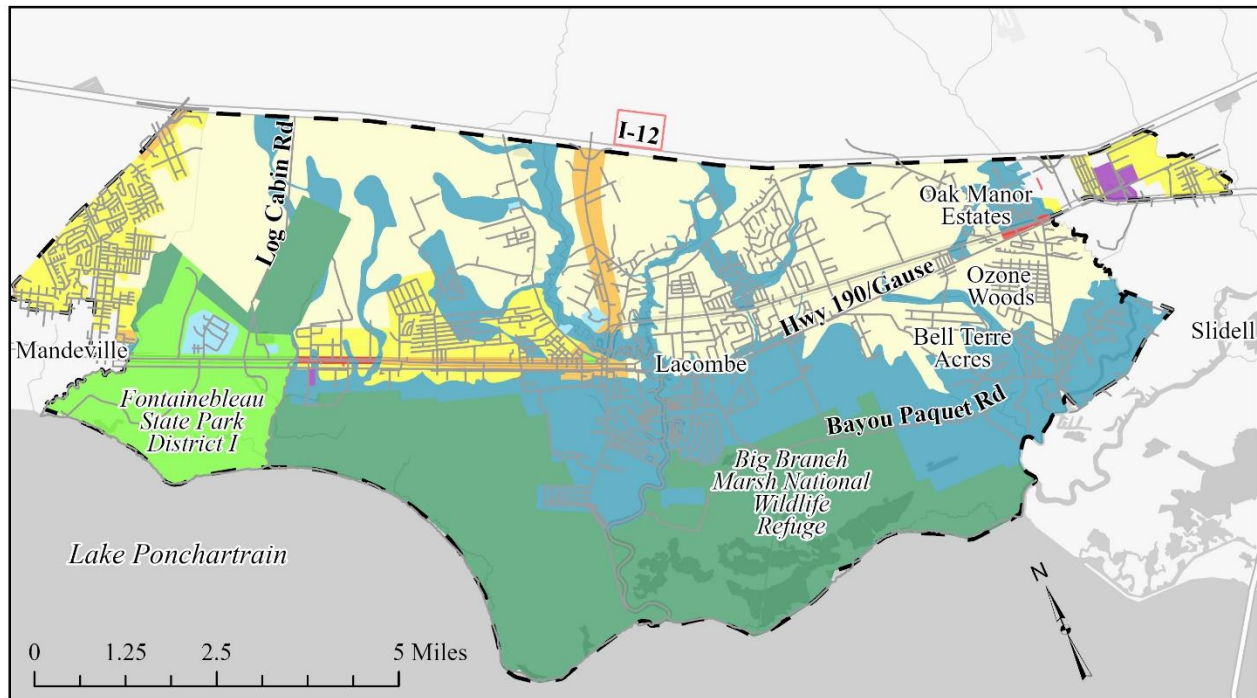 I-12
Log Cabin Rd
Oak Manor
Estates
Hwy 190/Gause
Ozone
Woods
Slidell
Bell Terre
Acres
Mandeville
Lacombe
Fontainebleau
State Park
District I
Bayou Paquet Rd
Big Branch
Marsh National
Wildlife
Refuge
Lake Ponchartrain
N
0 1.25 2.5 5 Miles